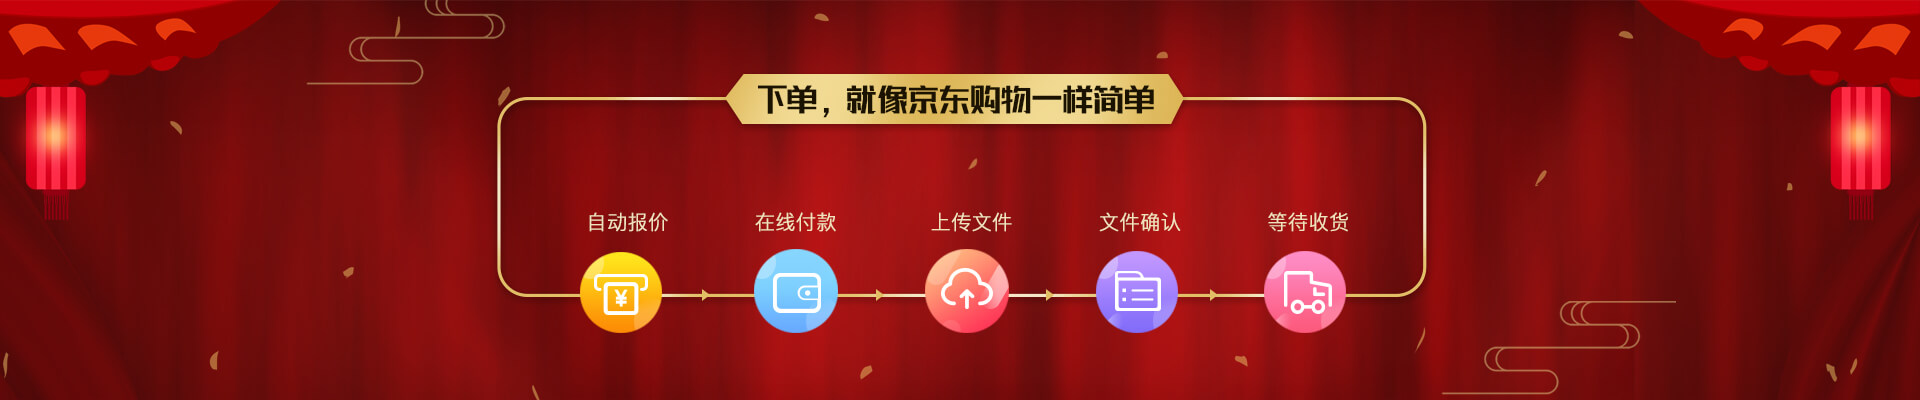 下单，就像京东购物一样简单
自动报价
在线付款
上传文件
文件确认
等待收货
¥